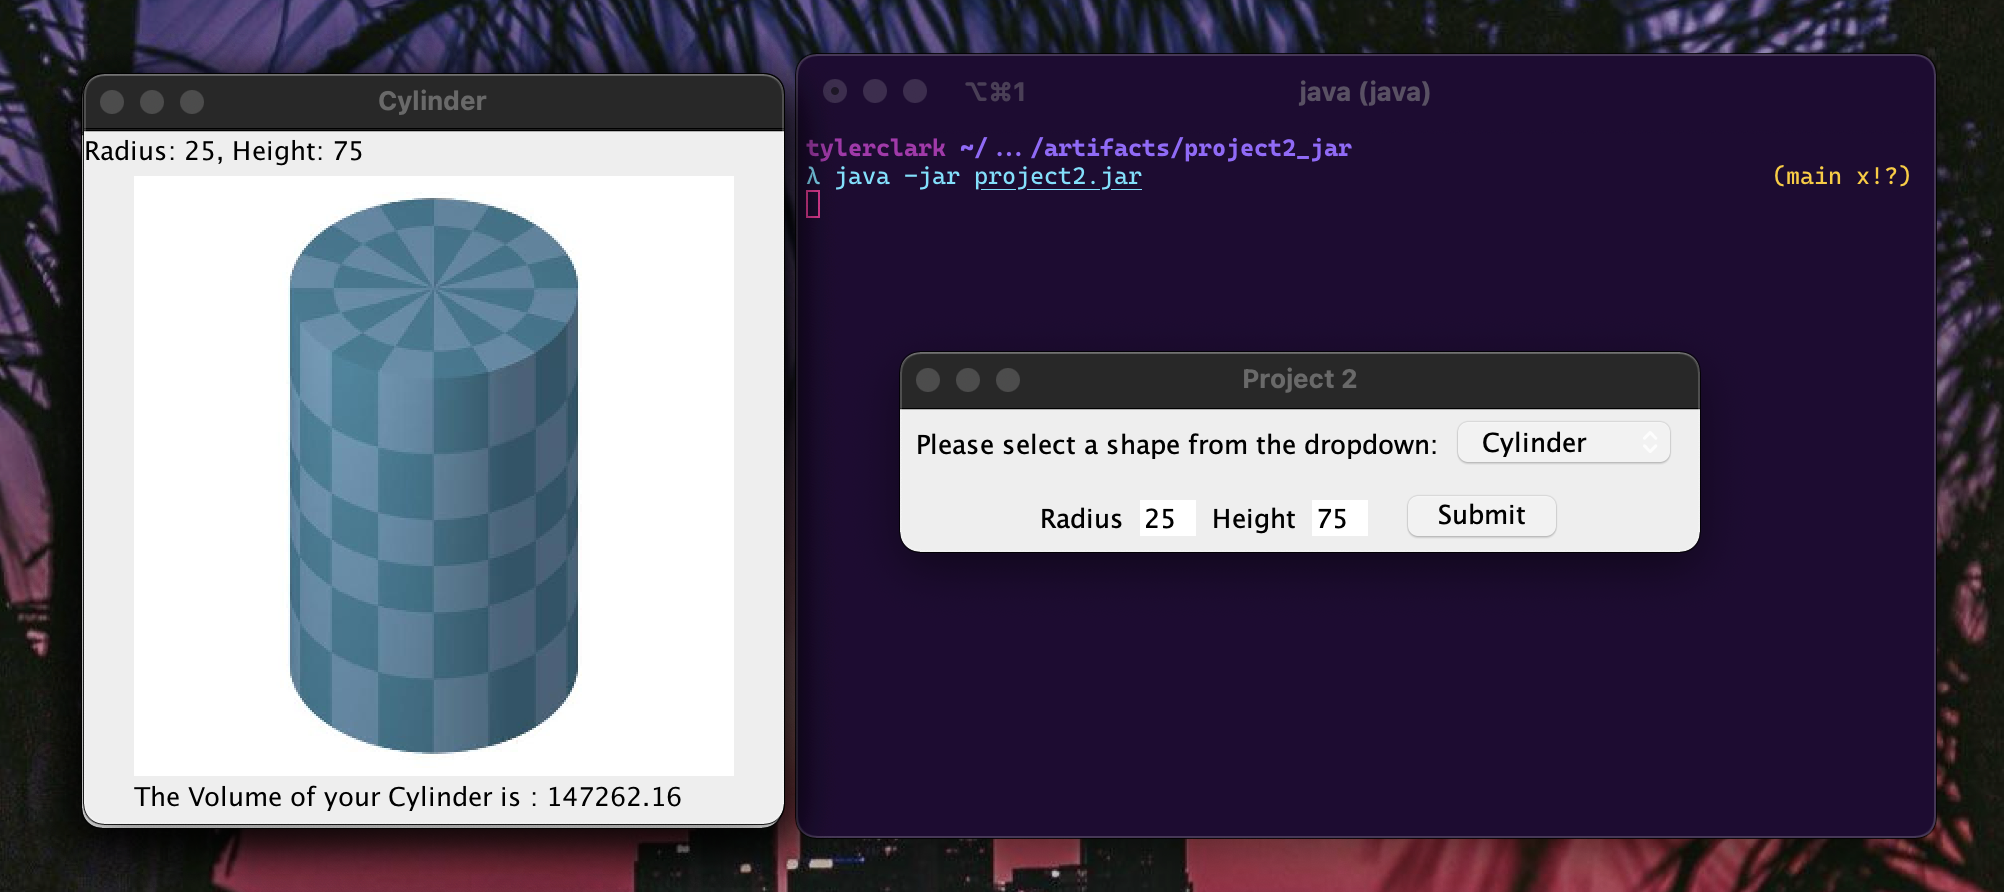 Cylinder
Radius: 25, Height: 75
The Volume of your Cylinder is : 147262.16
⌥⌘1 java (java)
tylerclark ~/ … /artifacts/project2_jar
λ java -jar project2.jar (main x!?)
Project 2
Please select a shape from the dropdown: Cylinder
Radius 25 Height 75 Submit